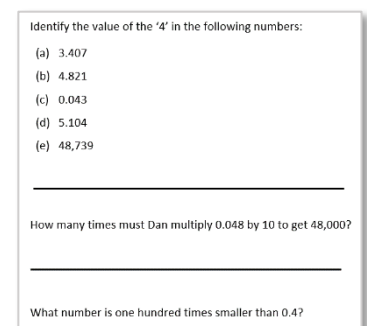 Identify the value of the ‘4’ in the following numbers:
(a) 3.407
(b) 4.821
(c) 0.043
(d) 5.104
(e) 48,739
How many times must Dan multiply 0.048 by 10 to get 48,000?
What number is one hundred times smaller than 0.4?